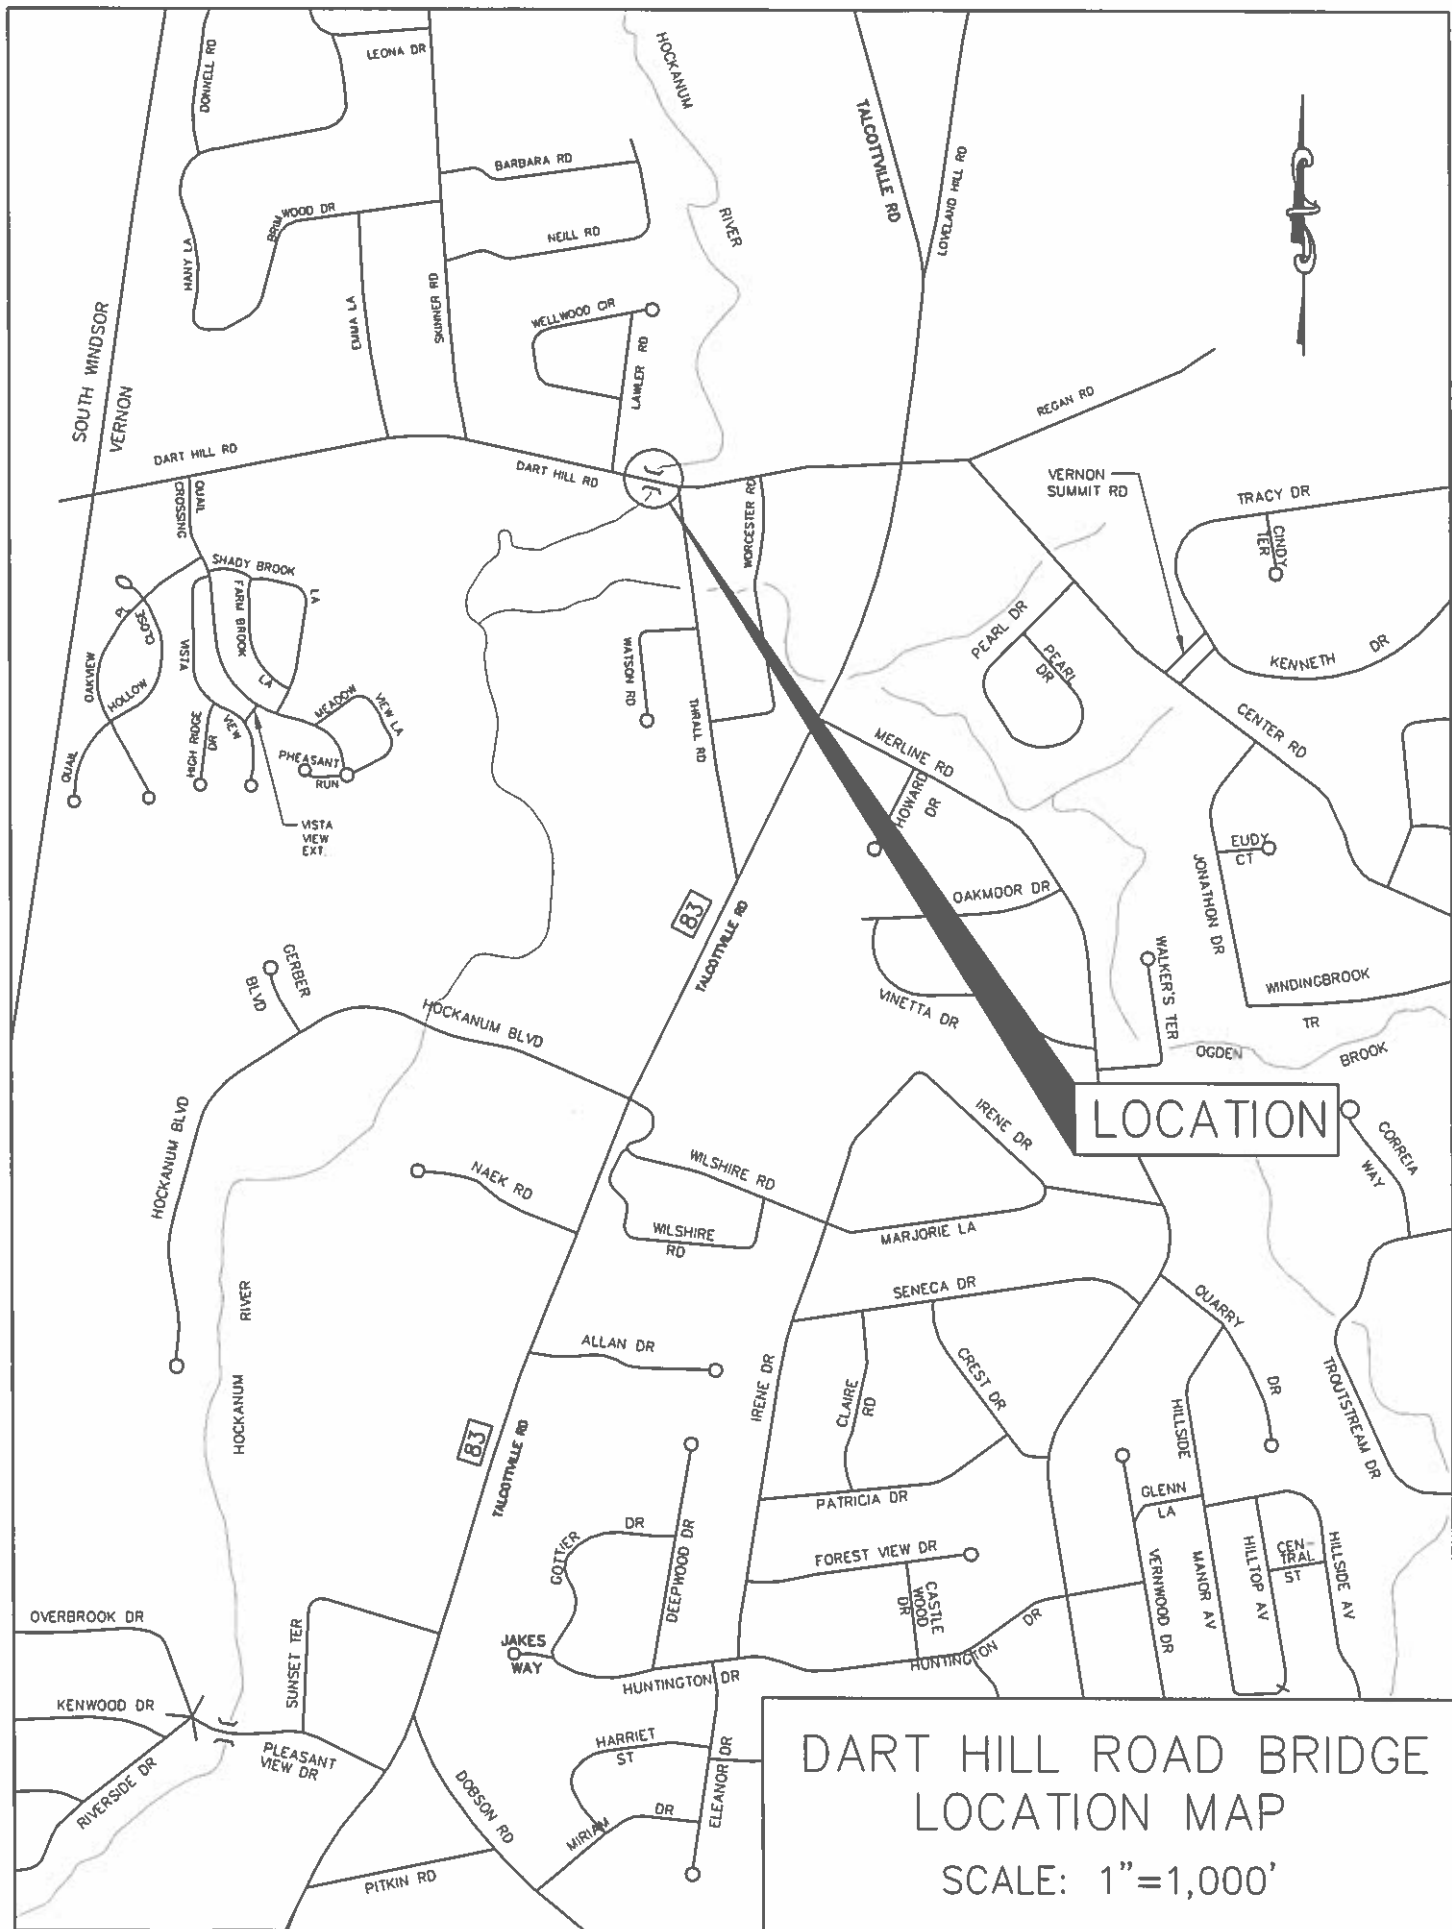 DONNELL RD
LEONA DR
HOCKANUM
RIVER
TALCOTTVILLE RD
LOVELAND HILL RD
BARBARA RD
BRIM WOOD DR
NEILL RD
HANY LA
EMMA LA
SKINNER RD
WELLWOOD CIR
LAWLER RD
SOUTH WINDSOR
VERNON
REGAN RD
DART HILL RD
DART HILL RD
QUAIL
CROSSING
WORCESTER RD
VERNON
SUMMIT RD
TRACY DR
CINDY
TER
SHADY BROOK
LA
FARM BROOK
LA
VISTA
VIEW
CLOSE
PL
OAKVIEW
HOLLOW
QUAIL
HIGH RIDGE
DR
MEADOW
VIEW LA
PHEASANT
RUN
VISTA
VIEW
EXT.
WATSON RD
THRALL RD
PEARL DR
PEARL
DR
KENNETH
DR
CENTER RD
MERLINE RD
HOWARD
DR
EUDY
CT
JONATHON DR
OAKMOOR DR
83
TALCOTTVILLE RD
VINETTA DR
WALKER'S TER
WINDINGBROOK
TR
OGDEN
BROOK
GERBER
BLVD
HOCKANUM BLVD
HOCKANUM BLVD
LOCATION
IRENE DR
CORREIA
WAY
NAEK RD
WILSHIRE RD
WILSHIRE
RD
MARJORIE LA
SENECA DR
QUARRY
DR
RIVER
HOCKANUM
ALLAN DR
IRENE DR
CLAIRE
RD
CREST DR
HILLSIDE
TROUTSTREAM DR
83
TALCOTTVILLE RD
PATRICIA DR
GLENN
LA
GOTTIER
DR
DEEPWOOD DR
FOREST VIEW DR
CASTLE
WOOD
DR
VERNWOOD DR
MANOR AV
HILLTOP AV
CEN-
TRAL
ST
HILLSIDE AV
OVERBROOK DR
SUNSET TER
JAKES
WAY
HUNTINGTON DR
HUNTINGTON
DR
KENWOOD DR
PLEASANT
VIEW DR
RIVERSIDE DR
HARRIET
ST
ELEANOR DR
DOBSON RD
MIRIAM
DR
PITKIN RD
DART HILL ROAD BRIDGE
LOCATION MAP
SCALE: 1"=1,000'